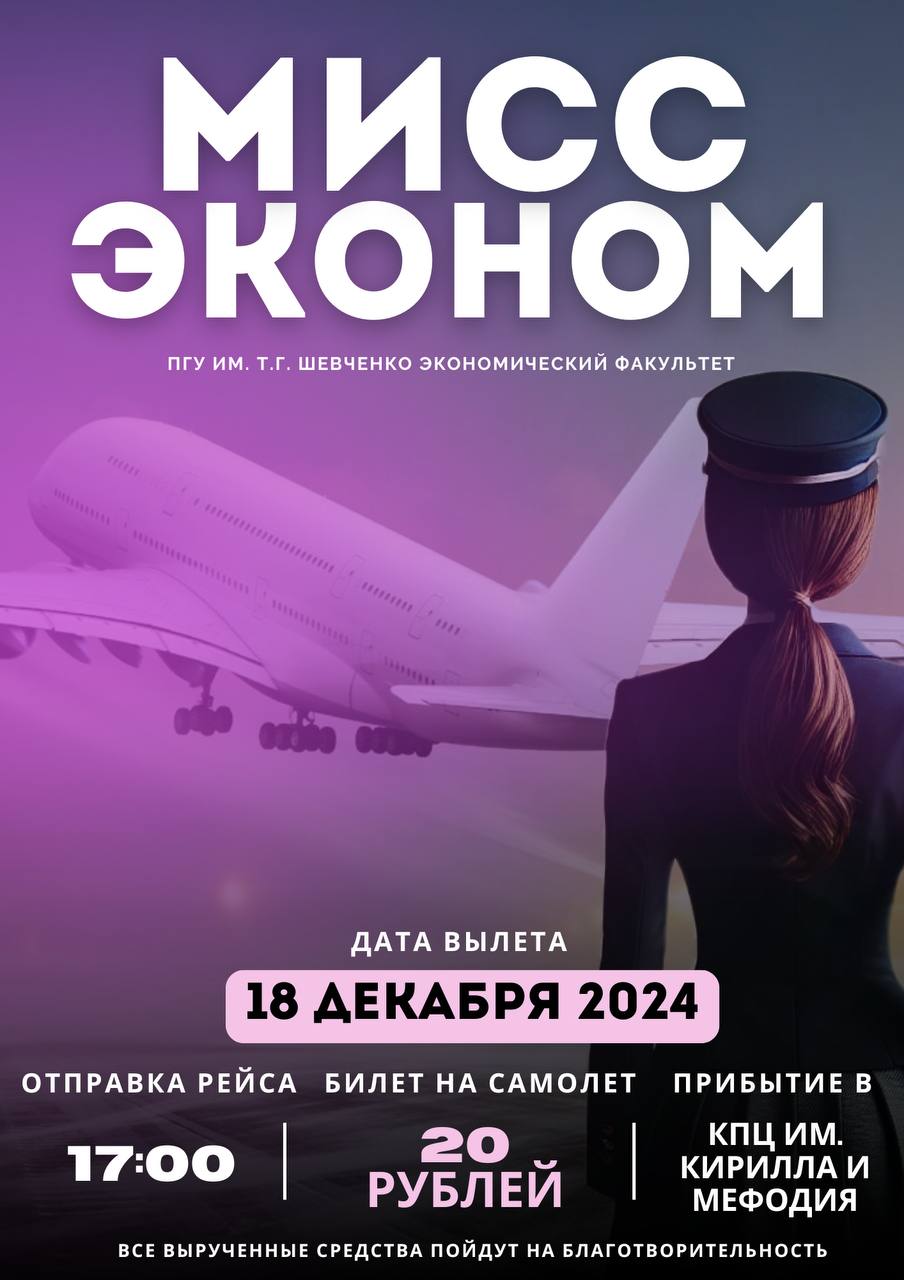 МИСС
ЭКОНОМ
ПГУ ИМ. Т.Г. ШЕВЧЕНКО ЭКОНОМИЧЕСКИЙ ФАКУЛЬТЕТ
ДАТА ВЫЛЕТА
18 ДЕКАБРЯ 2024
ОТПРАВКА РЕЙСА БИЛЕТ НА САМОЛЕТ ПРИБЫТИЕ В
17:00
20
РУБЛЕЙ
КПЦ ИМ.
КИРИЛЛА И
МЕФОДИЯ
ВСЕ ВЫРУЧЕННЫЕ СРЕДСТВА ПОЙДУТ НА БЛАГОТВОРИТЕЛЬНОСТЬ